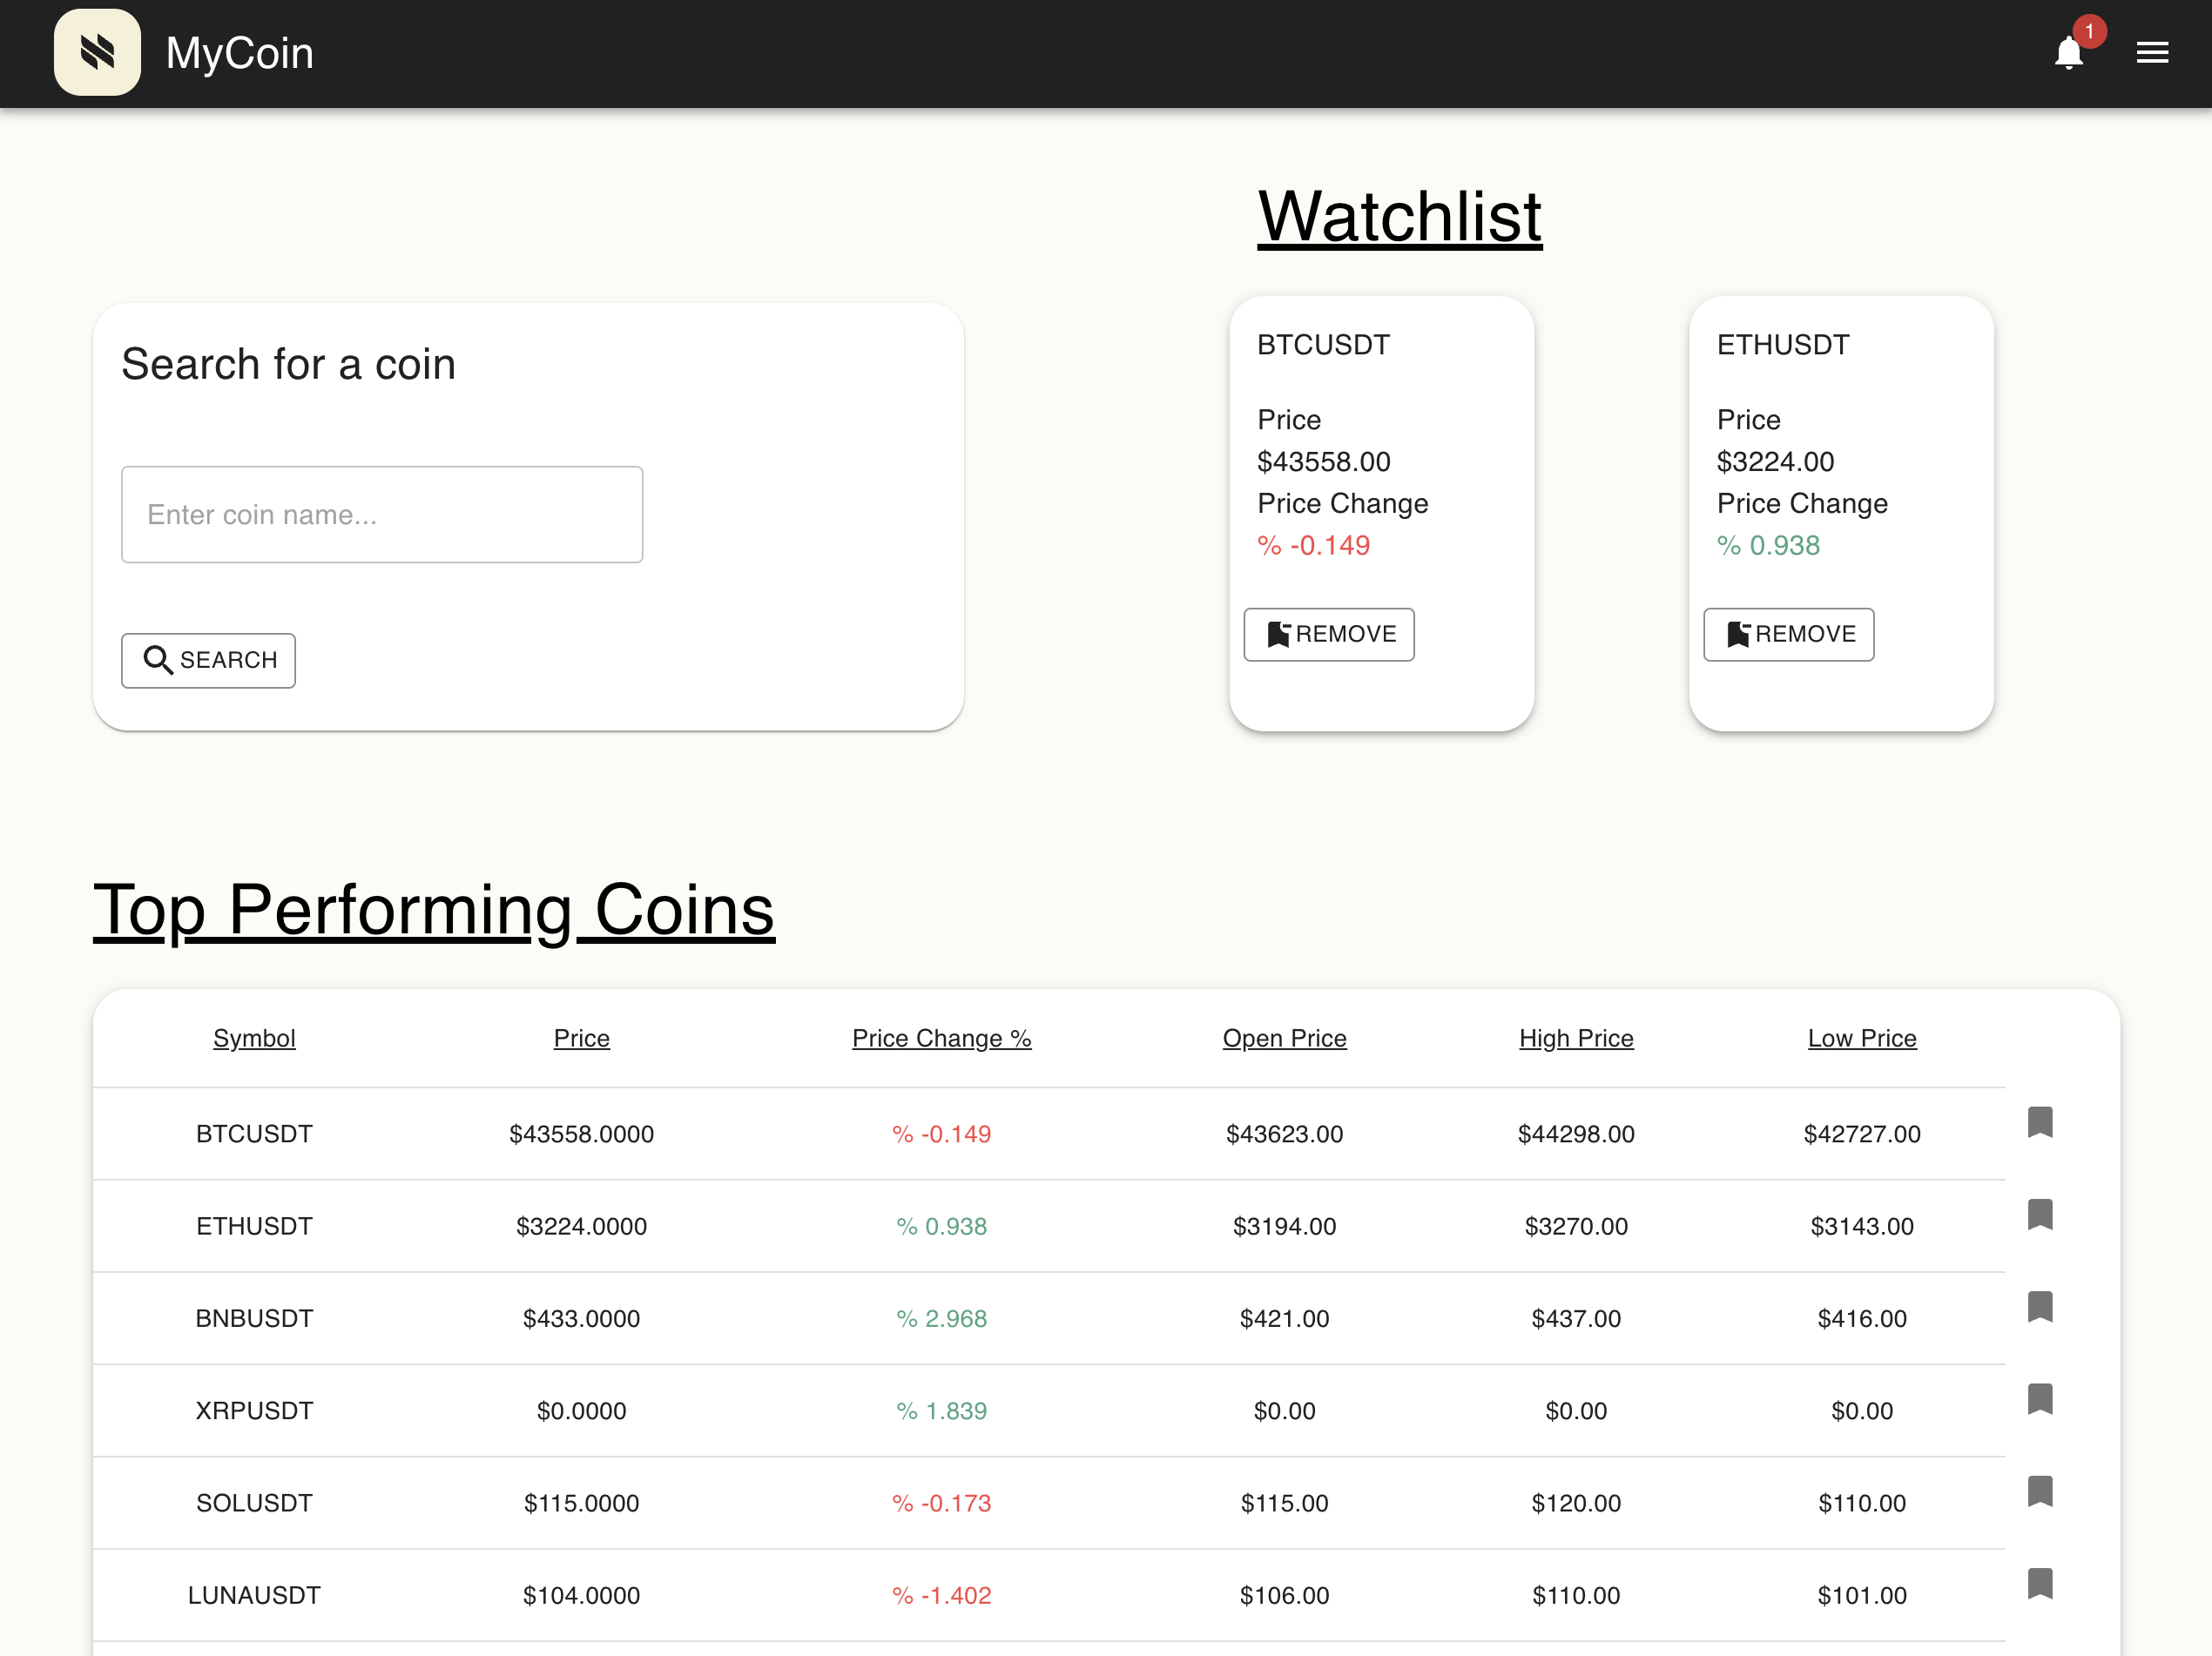 MyCoin
1
Watchlist
Search for a coin
Enter coin name...
SEARCH
BTCUSDT
Price
$43558.00
Price Change
% -0.149
REMOVE
ETHUSDT
Price
$3224.00
Price Change
% 0.938
REMOVE
Top Performing Coins
Symbol Price Price Change % Open Price High Price Low Price
BTCUSDT $43558.0000 % -0.149 $43623.00 $44298.00 $42727.00
ETHUSDT $3224.0000 % 0.938 $3194.00 $3270.00 $3143.00
BNBUSDT $433.0000 % 2.968 $421.00 $437.00 $416.00
XRPUSDT $0.0000 % 1.839 $0.00 $0.00 $0.00
SOLUSDT $115.0000 % -0.173 $115.00 $120.00 $110.00
LUNAUSDT $104.0000 % -1.402 $106.00 $110.00 $101.00